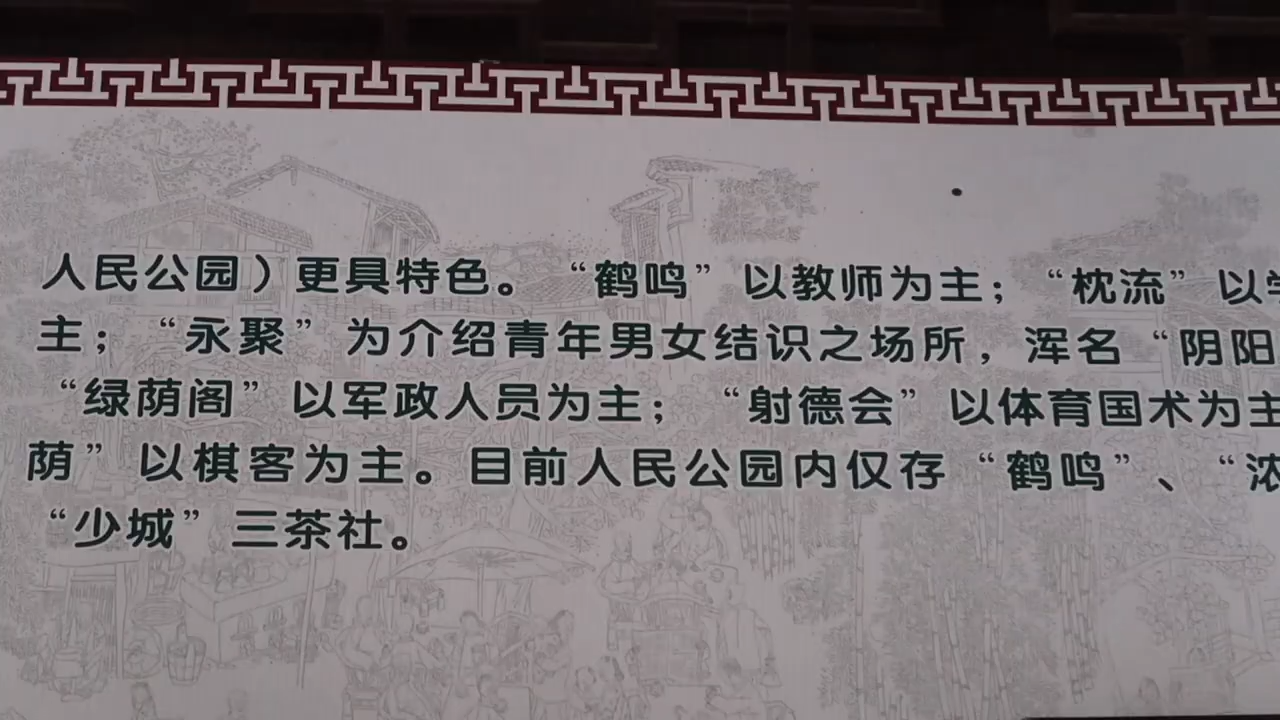 人民公园）更具特色。“鹤鸣”以教师为主；“枕流”以学
主；“永聚”为介绍青年男女结识之场所，浑名“阴阳
“绿荫阁”以军政人员为主；“射德会”以体育国术为主
荫”以棋客为主。目前人民公园内仅存“鹤鸣”、“浓
“少城”三茶社。